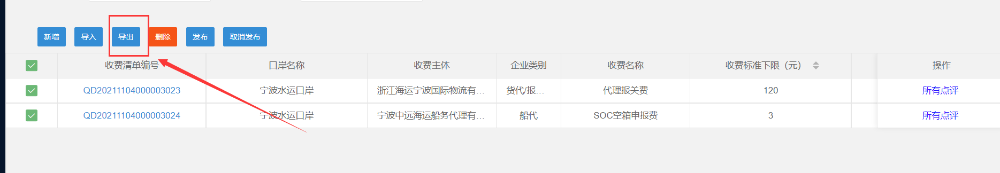 新增 导入 导出 删除 发布 取消发布
收费清单编号 口岸名称 收费主体 企业类别 收费名称 收费标准下限（元） 操作
QD20211104000003023 宁波水运口岸 浙江海运宁波国际物流有... 货代/报... 代理报关费 120 所有点评
QD20211104000003024 宁波水运口岸 宁波中远海运船务代理有... 船代 SOC空箱申报费 3 所有点评